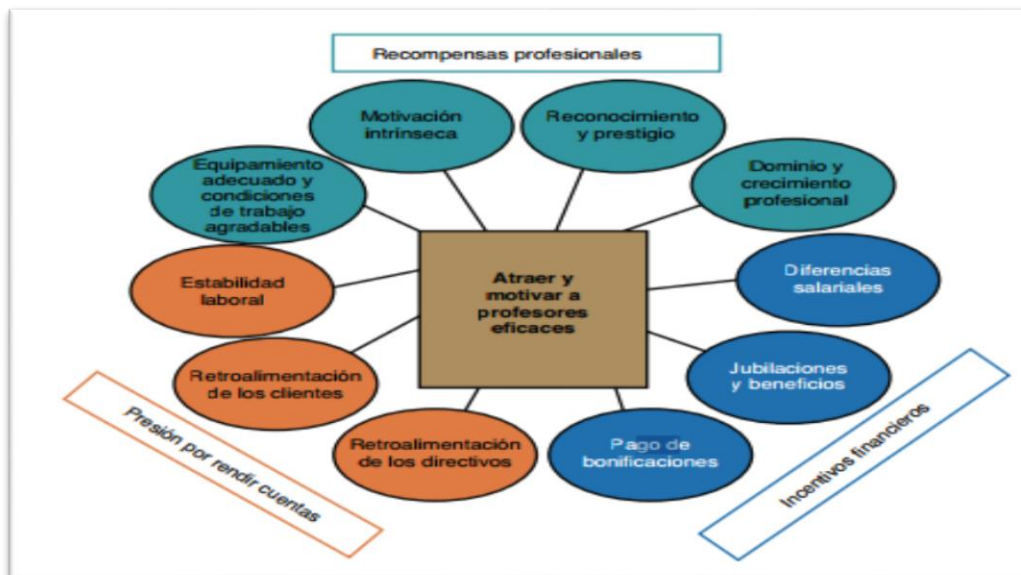 Recompensas profesionales
Motivación
intrínseca
Reconocimiento
y prestigio
Equipamiento
adecuado y
condiciones
de trabajo
agradables
Dominio y
crecimiento
profesional
Estabilidad
laboral
Atraer y
motivar a
profesores
eficaces
Diferencias
salariales
Retroalimentación
de los clientes
Jubilaciones
y beneficios
Retroalimentación
de los directivos
Pago de
bonificaciones
Presión por rendir cuentas
Incentivos financieros